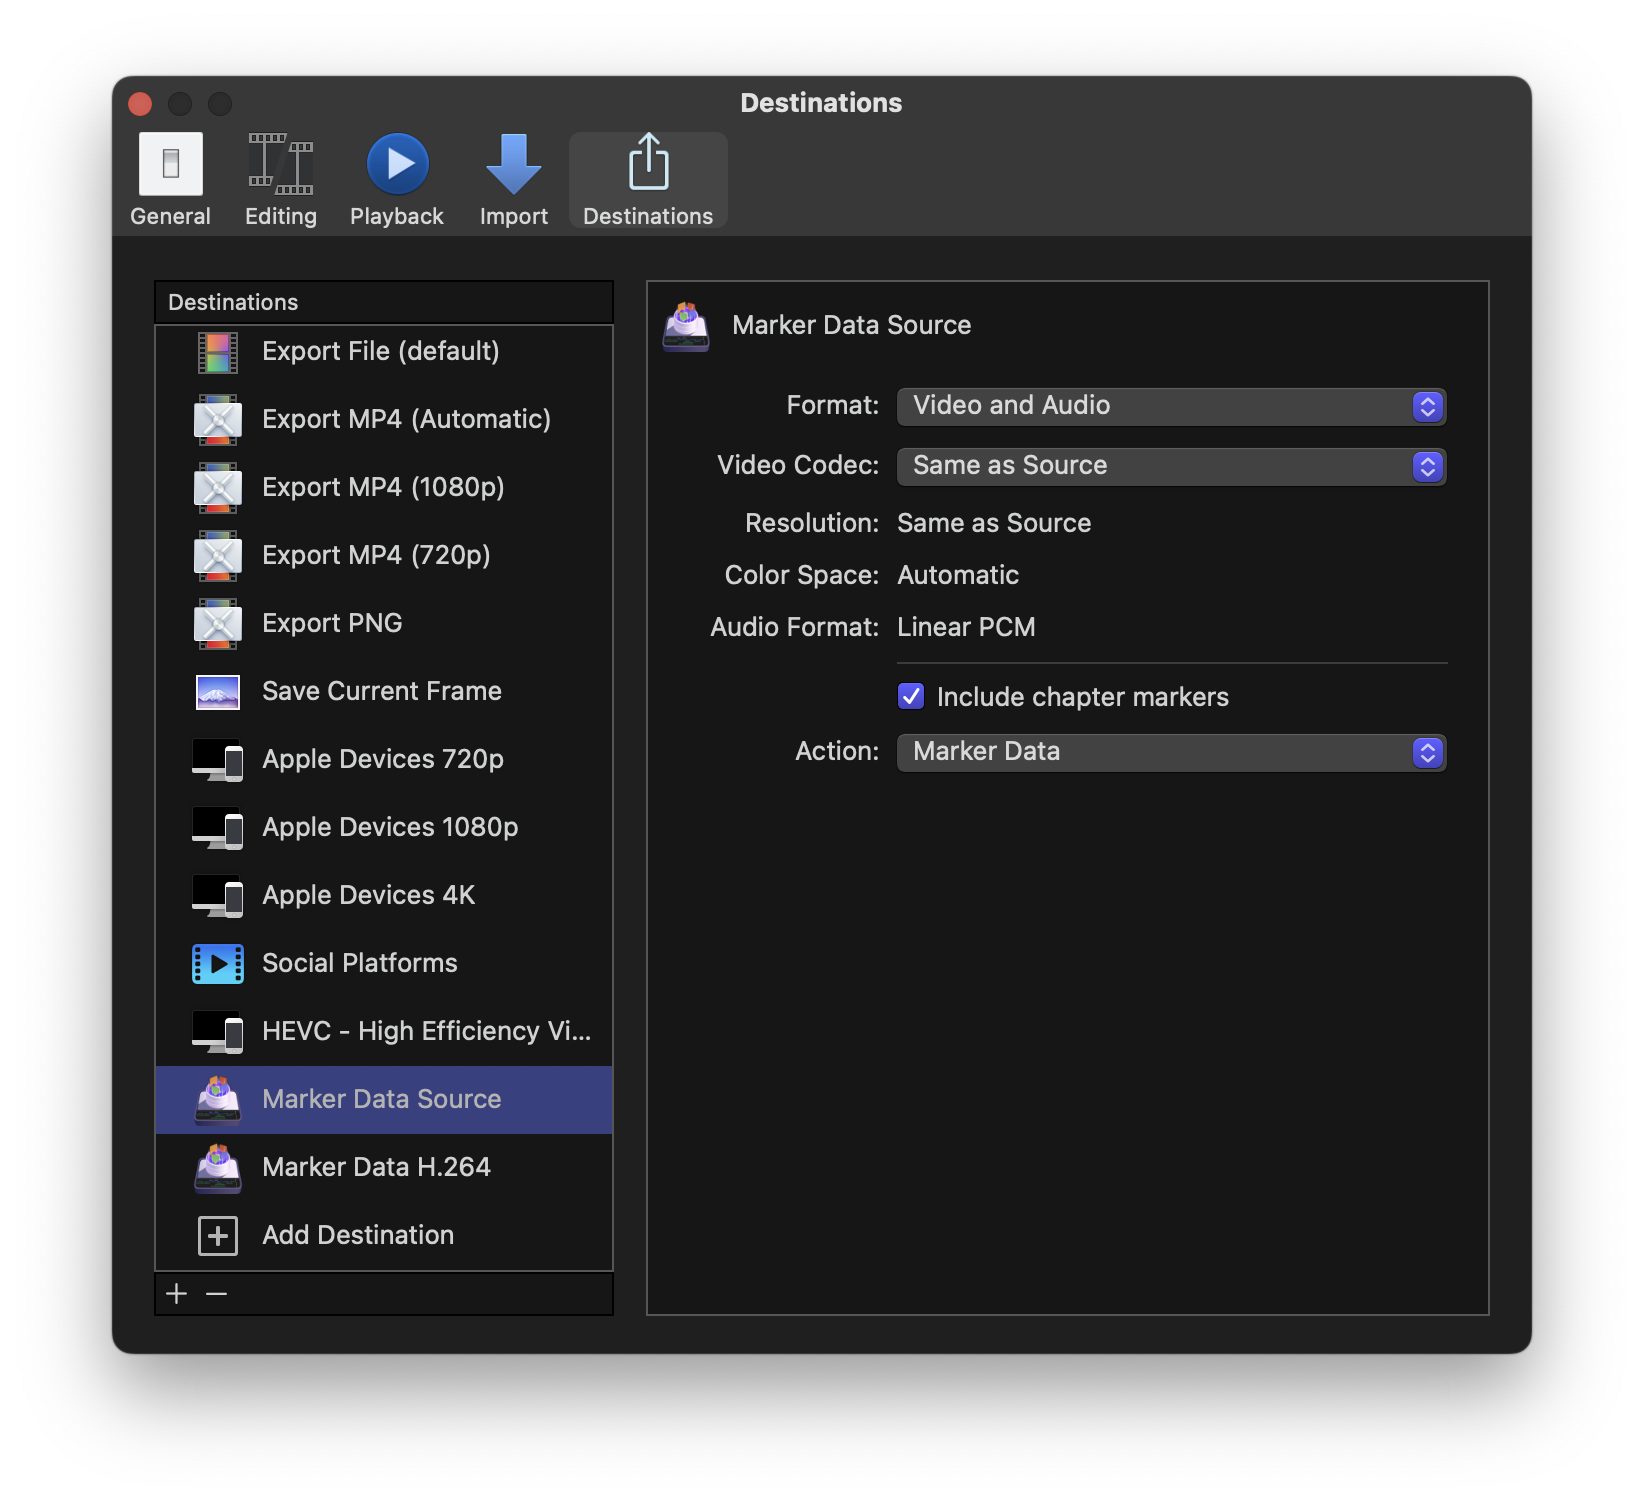 Destinations
General
Editing
Playback
Import
Destinations
Destinations
Export File (default)
Export MP4 (Automatic)
Export MP4 (1080p)
Export MP4 (720p)
Export PNG
Save Current Frame
Apple Devices 720p
Apple Devices 1080p
Apple Devices 4K
Social Platforms
HEVC - High Efficiency Vi...
Marker Data Source
Marker Data H.264
Add Destination
Marker Data Source
Format: Video and Audio
Video Codec: Same as Source
Resolution: Same as Source
Color Space: Automatic
Audio Format: Linear PCM
Include chapter markers
Action: Marker Data